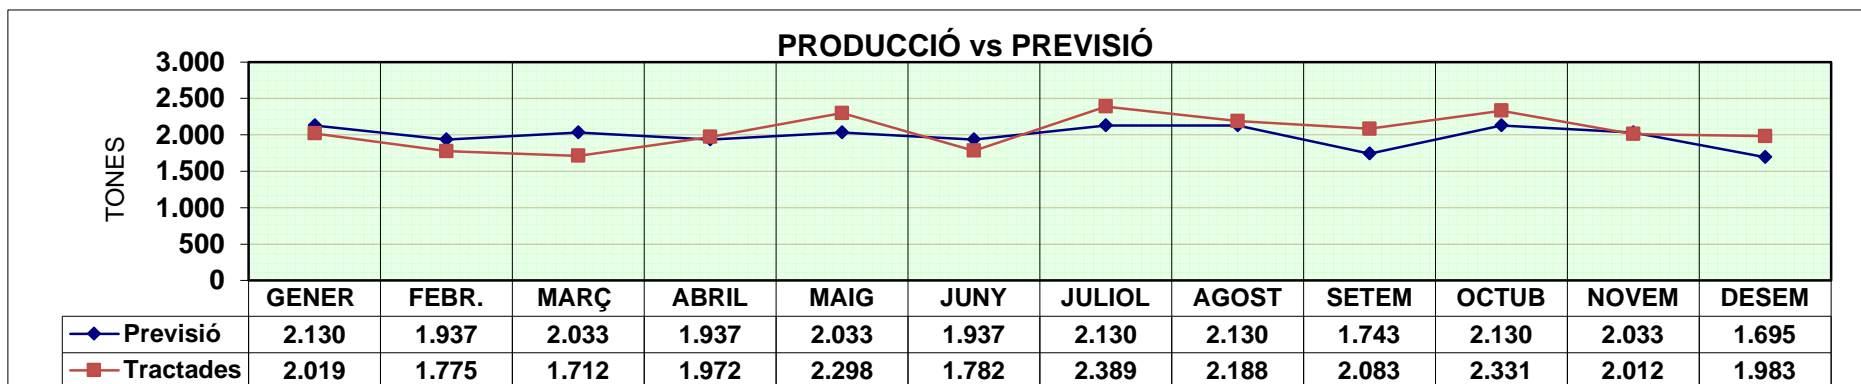 PRODUCCIÓ vs PREVISIÓ
TONES
3.000
2.500
2.000
1.500
1.000
500
0
GENER FEBR. MARÇ ABRIL MAIG JUNY JULIOL AGOST SETEM OCTUB NOVEM DESEM
Previsió 2.130 1.937 2.033 1.937 2.033 1.937 2.130 2.130 1.743 2.130 2.033 1.695
Tractades 2.019 1.775 1.712 1.972 2.298 1.782 2.389 2.188 2.083 2.331 2.012 1.983